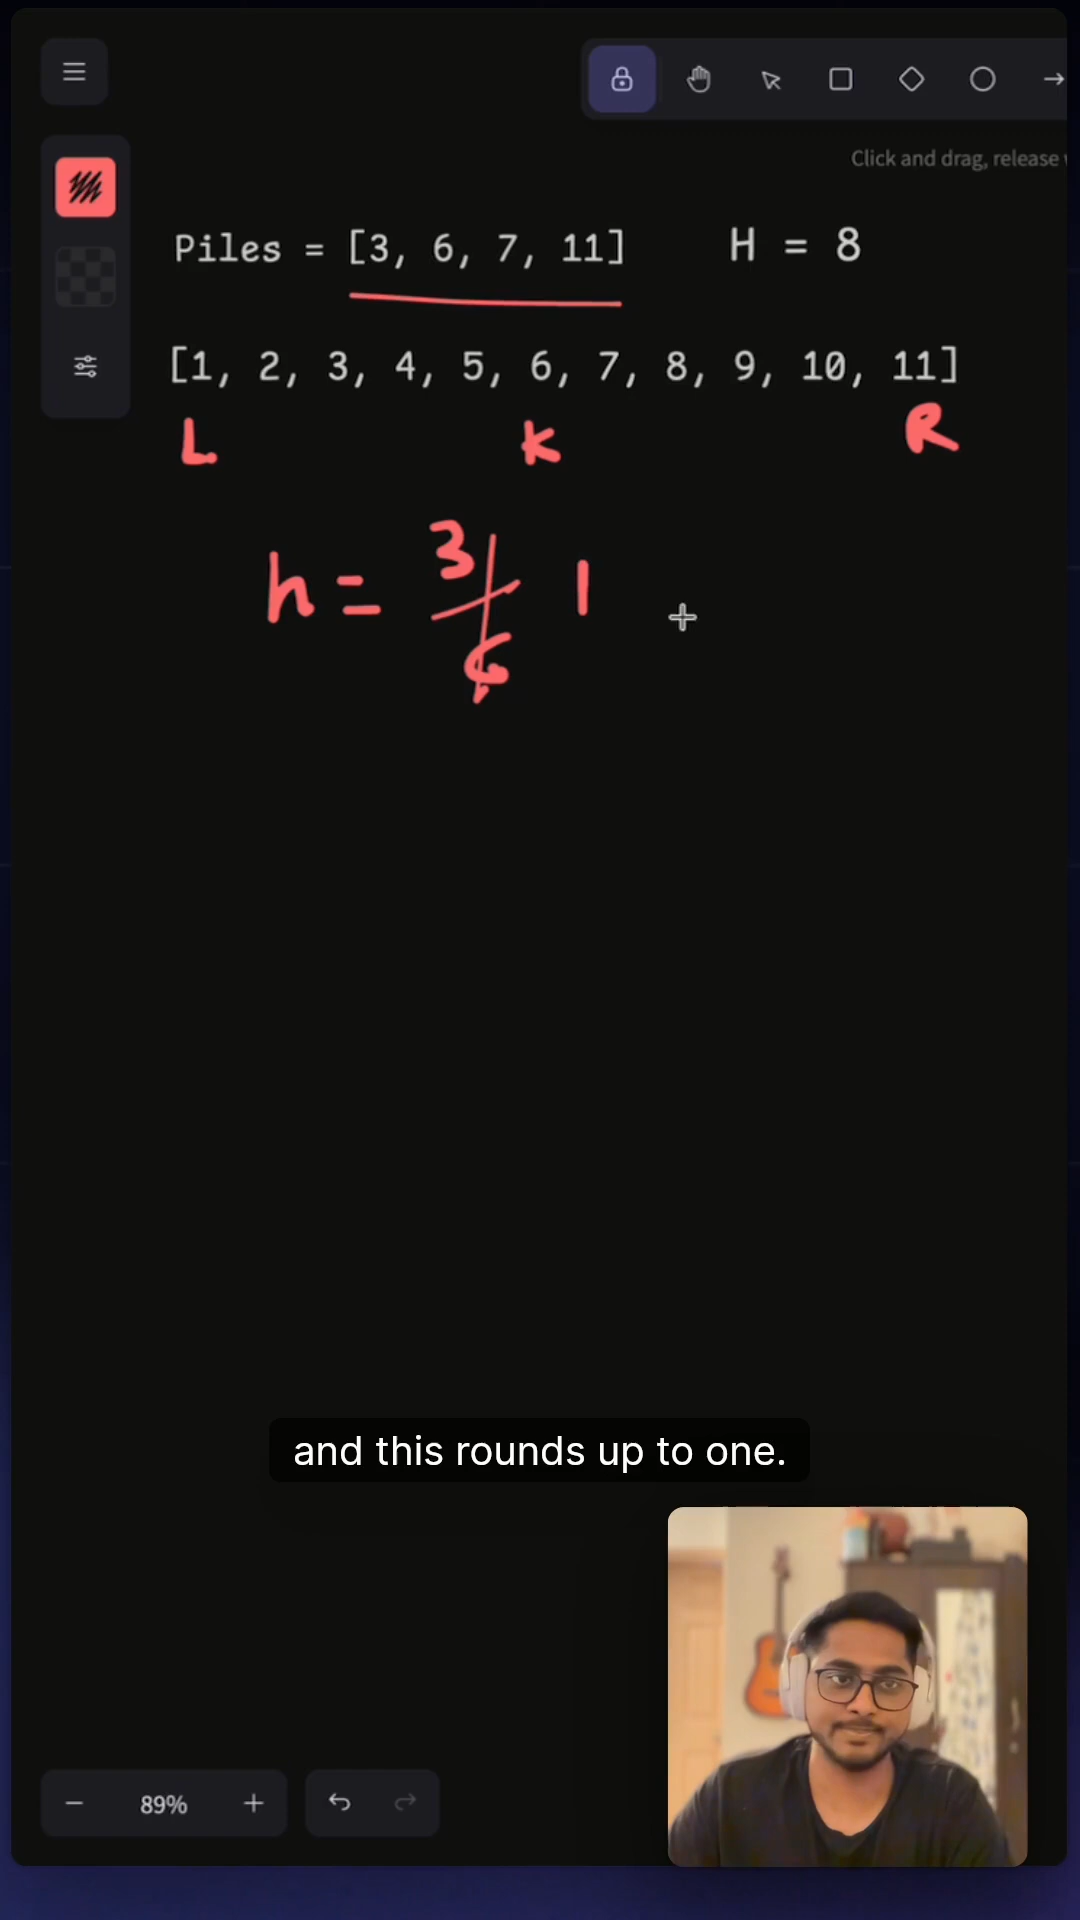 Click and drag, release
Piles = [3, 6, 7, 11] H = 8
[1, 2, 3, 4, 5, 6, 7, 8, 9, 10, 11]
L K R
h = 3/6 1
and this rounds up to one.
89%